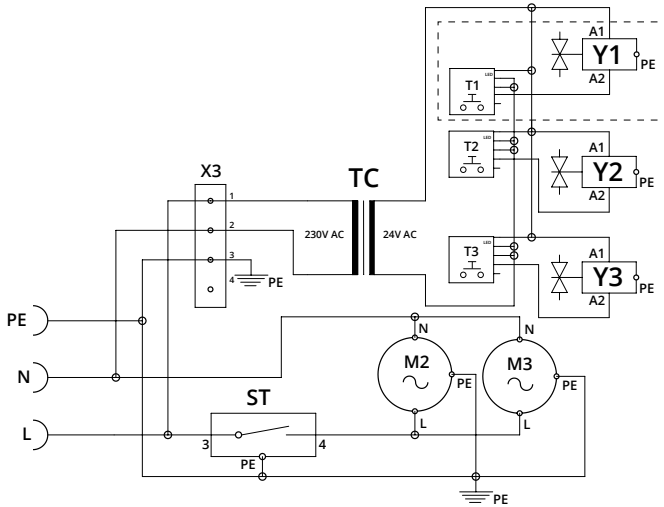 A1
Y1
PE
A2
LED
T1
A1
Y2
PE
A2
LED
T2
X3
TC
1
2
3
4
230V AC
24V AC
PE
A1
Y3
PE
A2
LED
T3
PE
N
L
N
M2
PE
L
N
M3
PE
L
ST
3
4
PE
PE